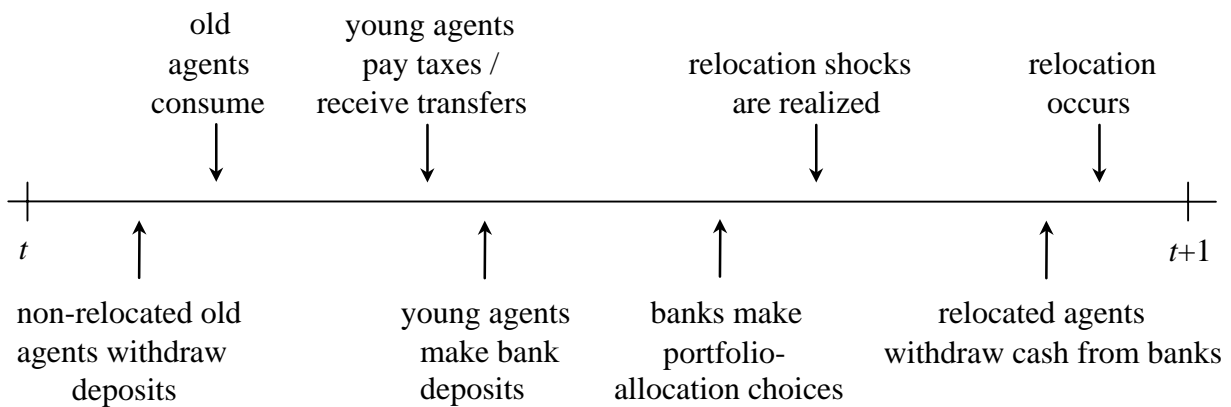 old
agents
consume
young agents
pay taxes /
receive transfers
relocation shocks
are realized
relocation
occurs
t
t+1
non-relocated old
agents withdraw
deposits
young agents
make bank
deposits
banks make
portfolio-
allocation choices
relocated agents
withdraw cash from banks